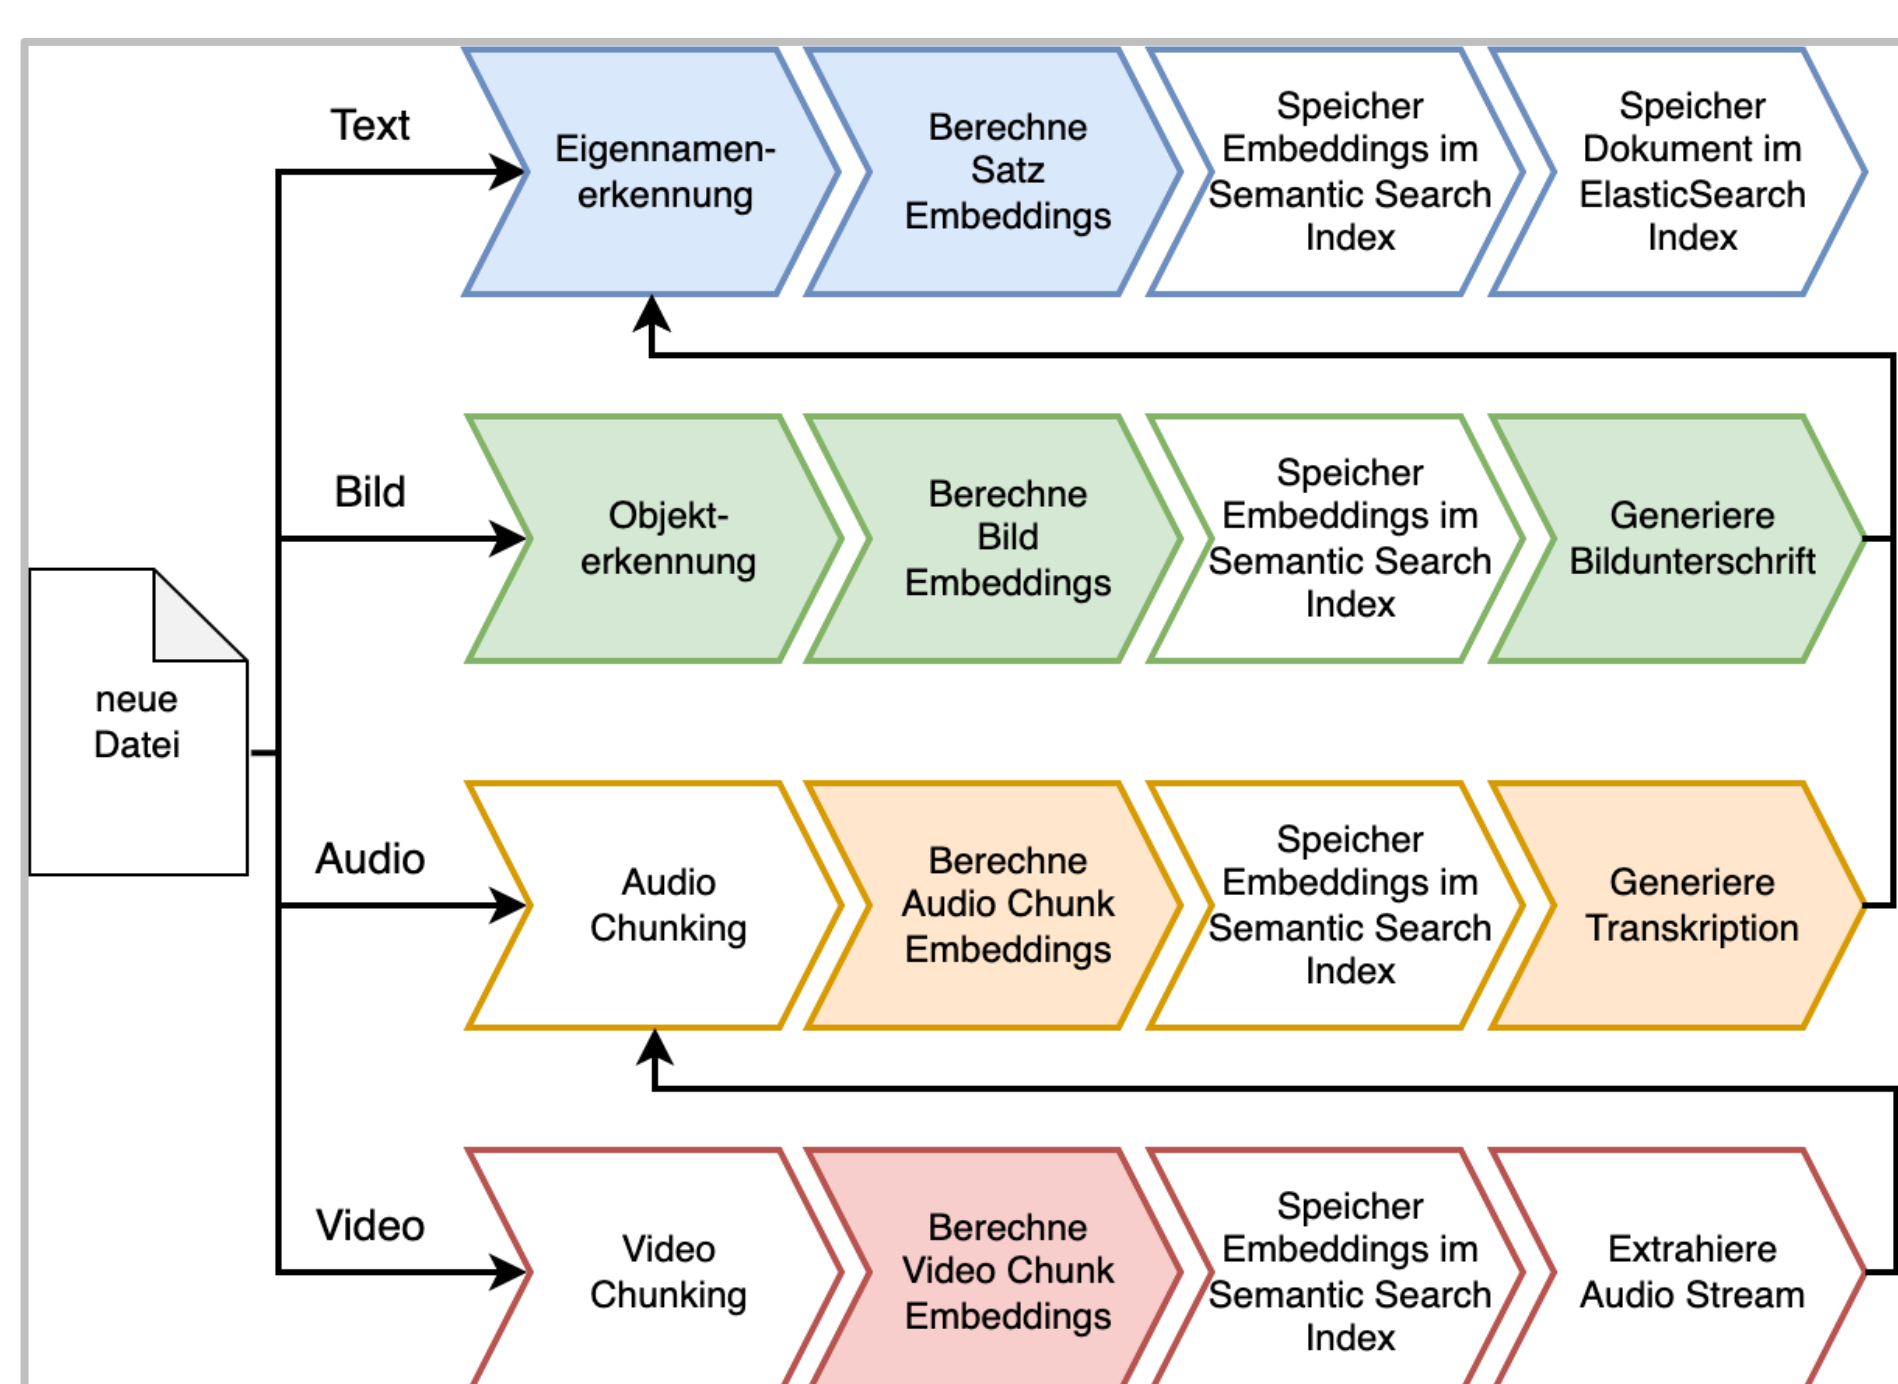 Text
Eigennamen-
erkennung
Berechne
Satz
Embeddings
Speicher
Embeddings im
Semantic Search
Index
Speicher
Dokument im
ElasticSearch
Index
Bild
Objekt-
erkennung
Berechne
Bild
Embeddings
Speicher
Embeddings im
Semantic Search
Index
Generiere
Bildunterschrift
neue
Datei
Audio
Audio
Chunking
Berechne
Audio Chunk
Embeddings
Speicher
Embeddings im
Semantic Search
Index
Generiere
Transkription
Video
Video
Chunking
Berechne
Video Chunk
Embeddings
Speicher
Embeddings im
Semantic Search
Index
Extrahiere
Audio Stream